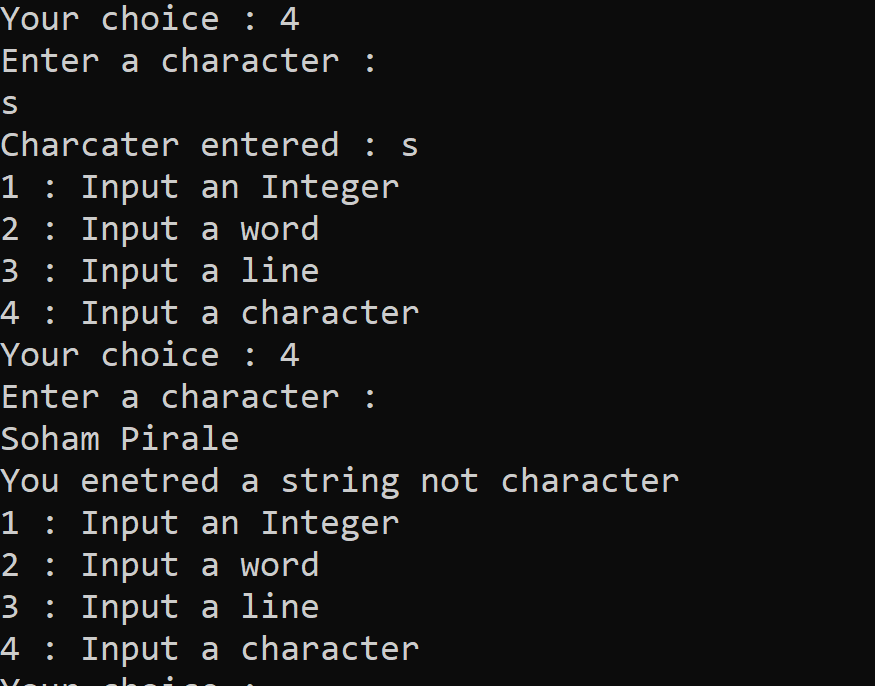 Your choice : 4
Enter a character :
s
Charcater entered : s
1 : Input an Integer
2 : Input a word
3 : Input a line
4 : Input a character
Your choice : 4
Enter a character :
Soham Pirale
You enetred a string not character
1 : Input an Integer
2 : Input a word
3 : Input a line
4 : Input a character
Your choice :